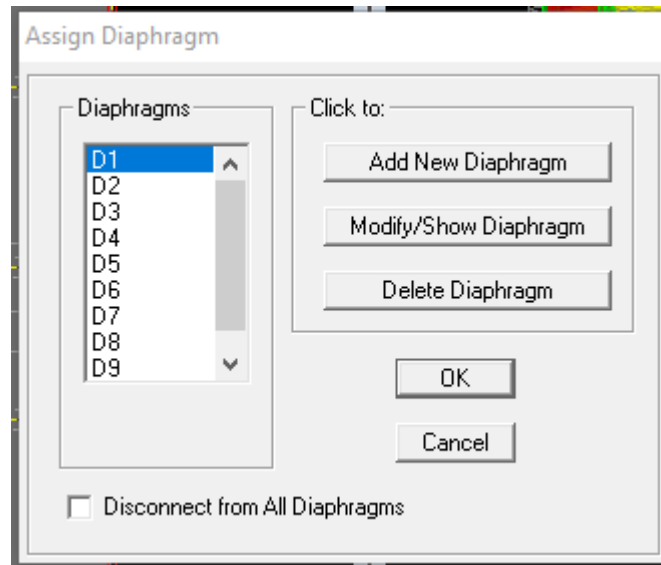 Assign Diaphragm
Diaphragms
D1
D2
D3
D4
D5
D6
D7
D8
D9
Click to:
Add New Diaphragm
Modify/Show Diaphragm
Delete Diaphragm
OK
Cancel
Disconnect from All Diaphragms